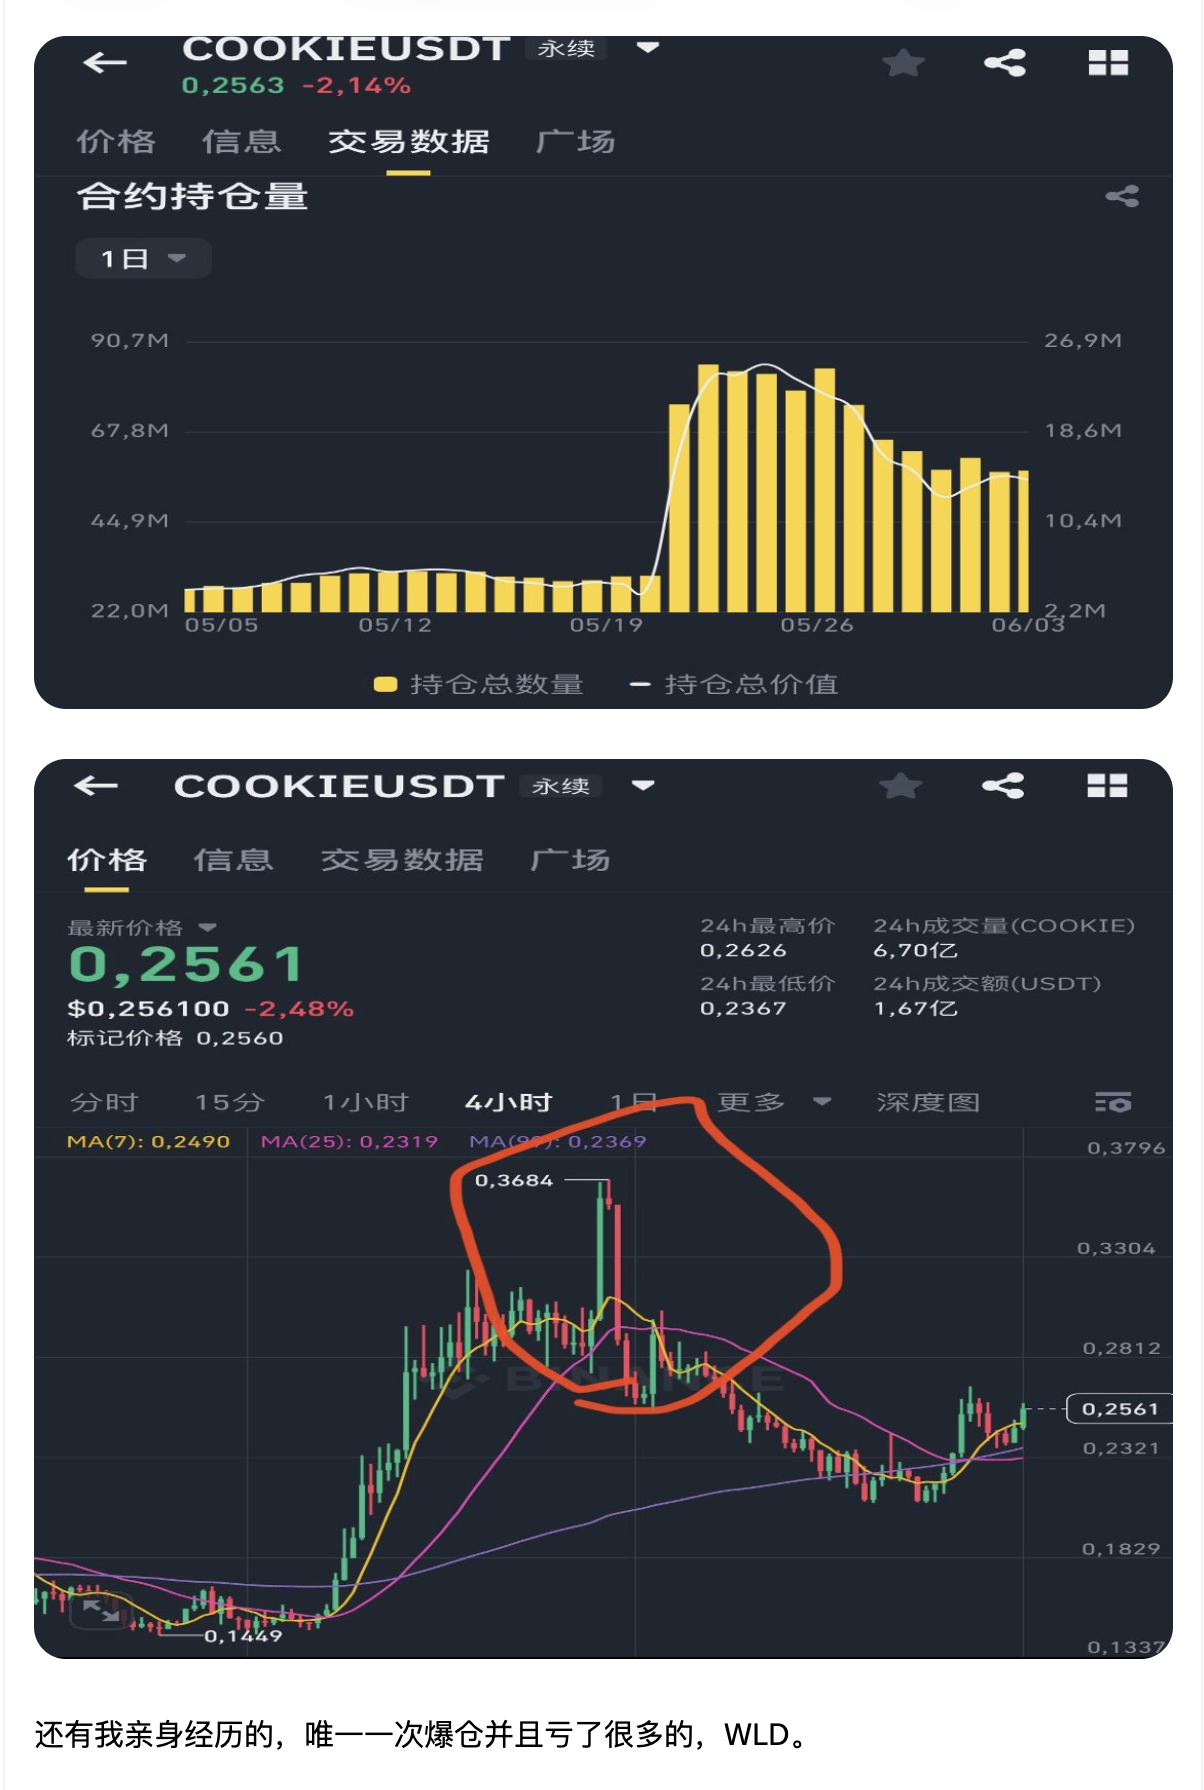 COOKIEUSDT 永续
0,2563 -2,14%
价格 信息 交易数据 广场
合约持仓量
1日
90,7M 26,9M
67,8M 18,6M
44,9M 10,4M
22,0M 2,2M
05/05 05/12 05/19 05/26 06/03
持仓总数量 持仓总价值
COOKIEUSDT 永续
价格 信息 交易数据 广场
最新价格 24h最高价 24h成交量(COOKIE)
0,2561 0,2626 6,70亿
24h最低价 24h成交额(USDT)
$0,256100 -2,48% 0,2367 1,67亿
标记价格 0,2560
分时 15分 1小时 4小时 1日 更多 深度图
MA(7): 0,2490 MA(25): 0,2319 MA(99): 0,2369
0,3796
0,3684
0,3304
0,2812
BINANCE
0,2561
0,2321
0,1829
0,1449
0,1337
还有我亲身经历的，唯一一次爆仓并且亏了很多的，WLD。